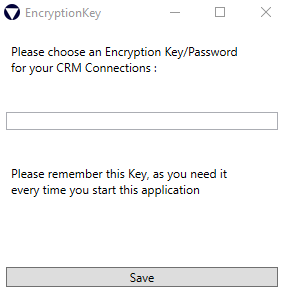 EncryptionKey
Please choose an Encryption Key/Password
for your CRM Connections :
Please remember this Key, as you need it
every time you start this application
Save